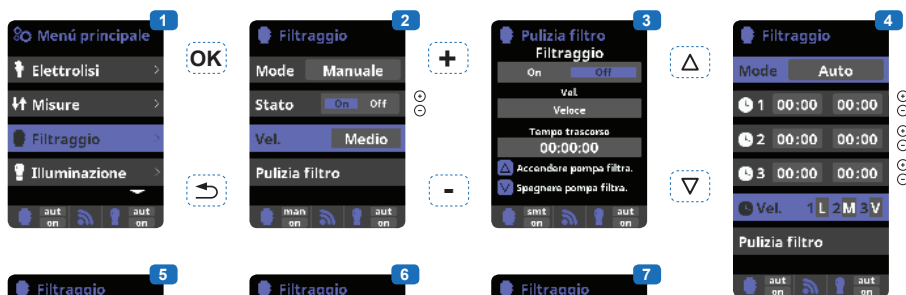 1
Menú principale
Elettrolisi
Misure
Filtraggio
Illuminazione
aut
on
aut
on
OK
2
Filtraggio
Mode Manuale
Stato On Off
Vel. Medio
Pulizia filtro
man
on
aut
on
+
-
3
Pulizia filtro
Filtraggio
On Off
Vel.
Veloce
Tempo trascorso
00:00:00
Accendere pompa filtra.
Spegnere pompa filtra.
smt
on
aut
on
4
Filtraggio
Mode Auto
1 00:00 00:00
2 00:00 00:00
3 00:00 00:00
Vel. 1 L 2 M 3 V
Pulizia filtro
aut
on
aut
on
5
Filtraggio
6
Filtraggio
7
Filtraggio